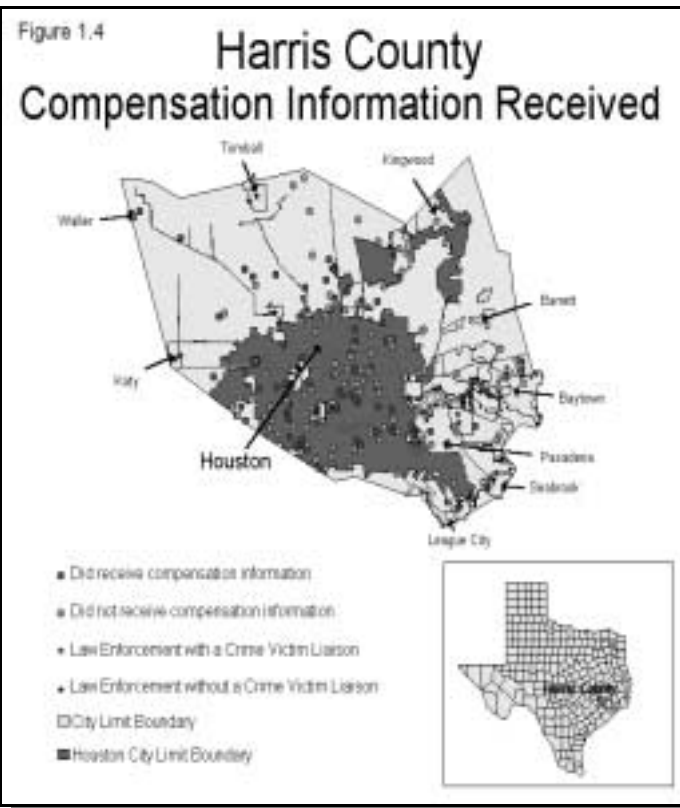 Figure 1.4
Harris County
Compensation Information Received
Tomball
Kingwood
Waller
Barrett
Katy
Baytown
Houston
Pasadena
Seabrook
League City
Did receive compensation information
Did not receive compensation information
Law Enforcement with a Crime Victim Liaison
Law Enforcement without a Crime Victim Liaison
City Limit Boundary
Houston City Limit Boundary
Harris County